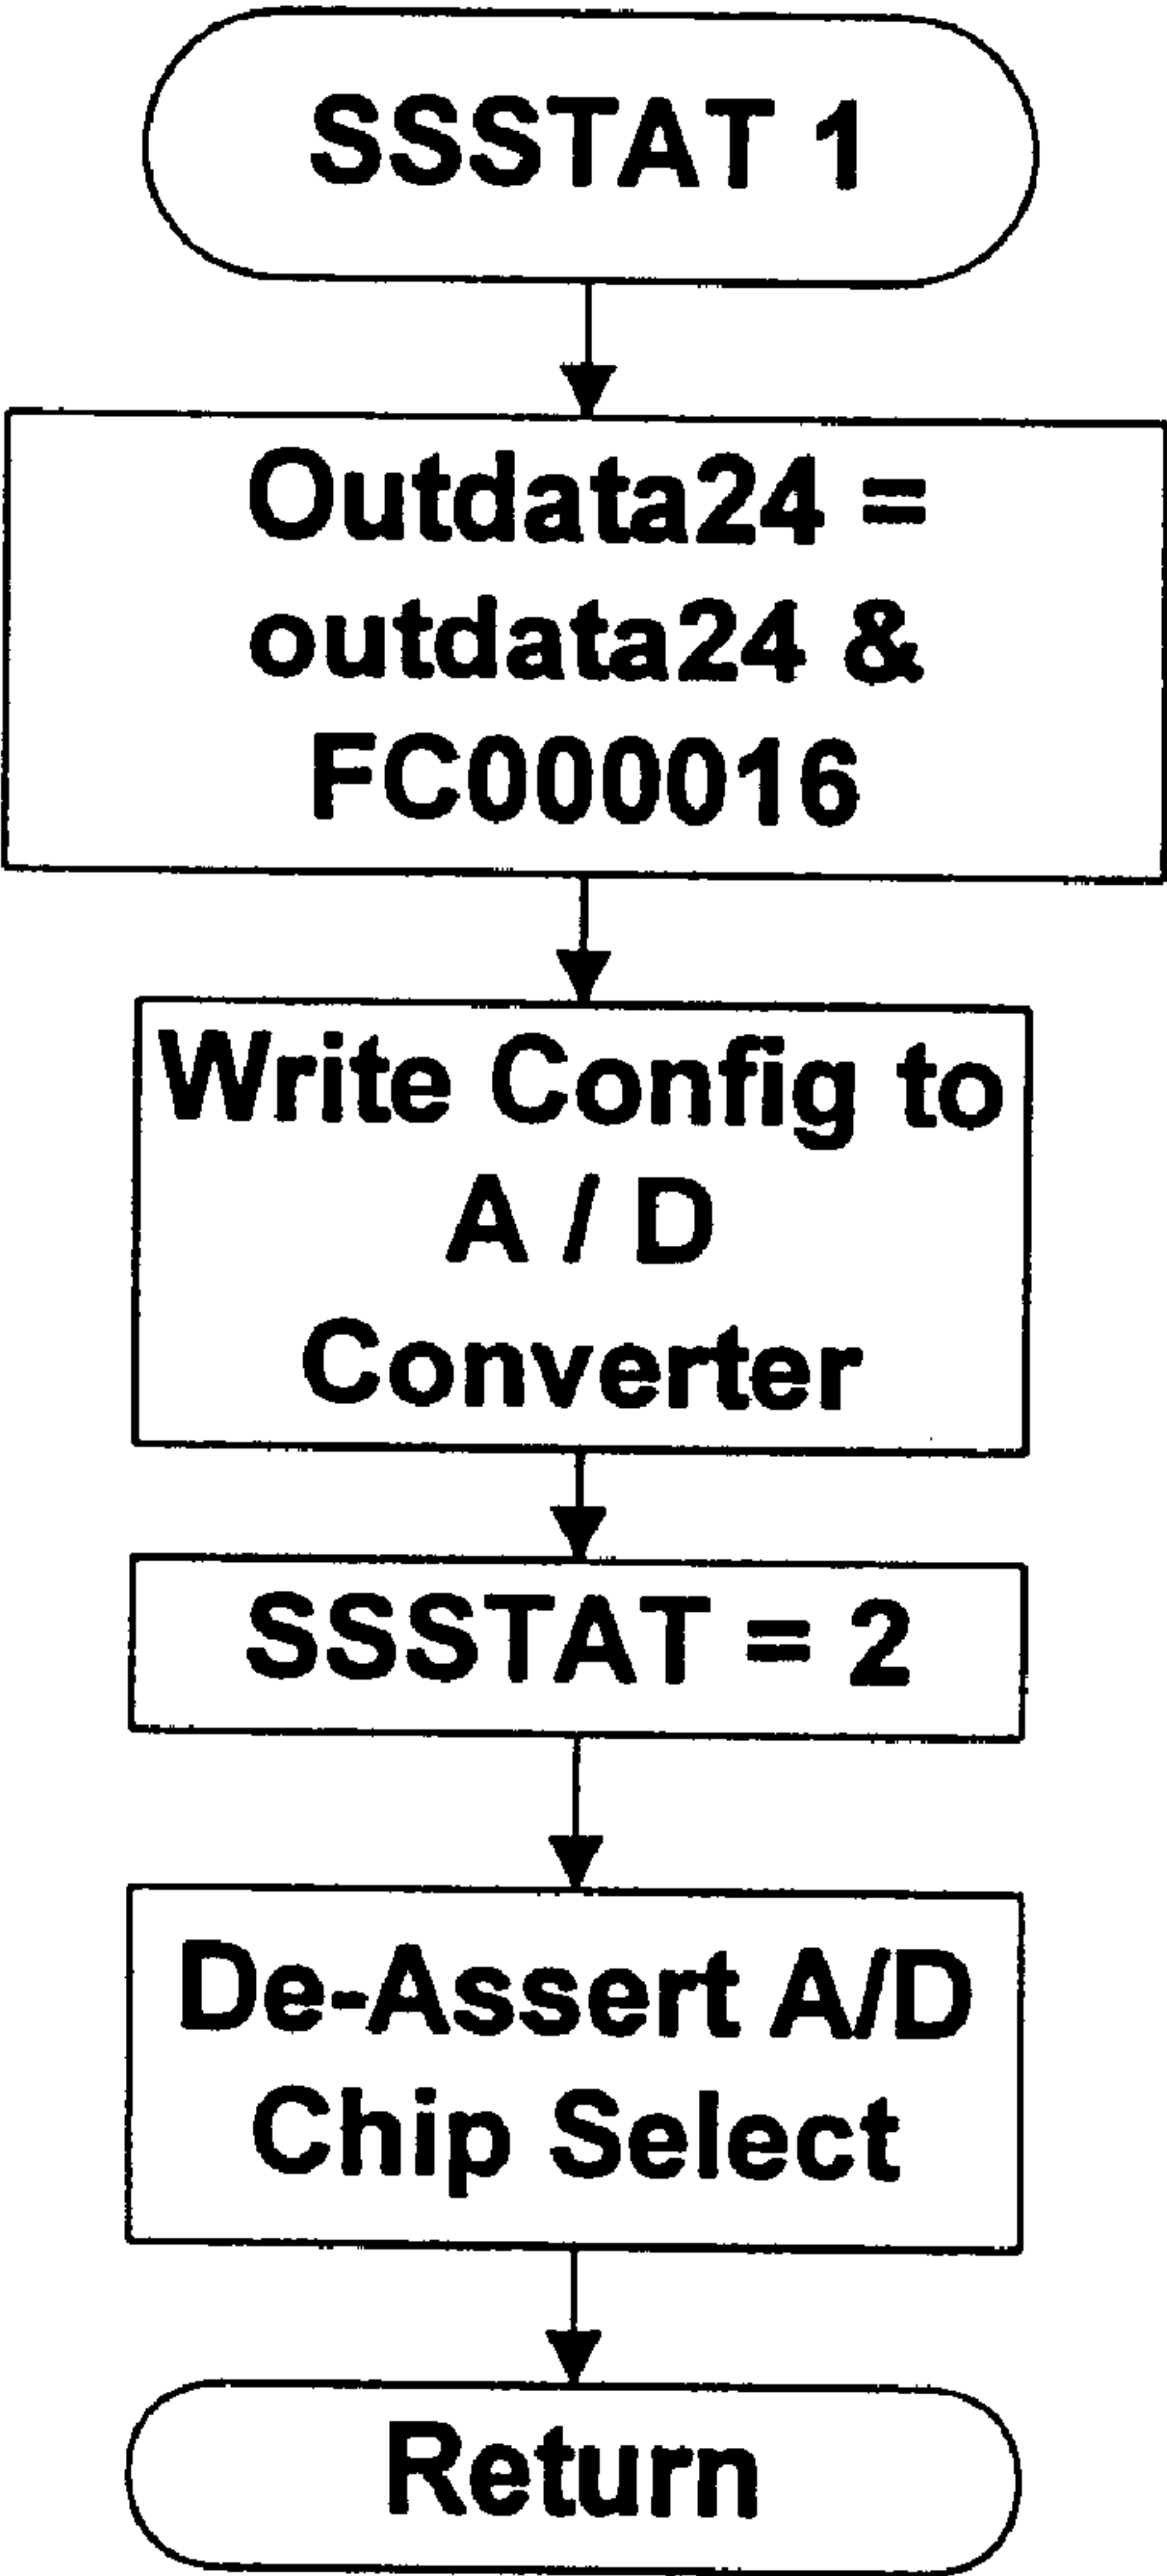 SSSTAT 1
Outdata24 =
outdata24 &
FC000016
Write Config to
A / D
Converter
SSSTAT = 2
De-Assert A/D
Chip Select
Return